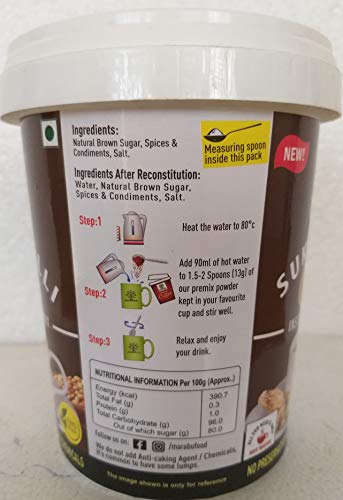 Ingredients:
Natural Brown Sugar, Spices &
Condiments, Salt.
Measuring spoon
inside this pack
NEW!
Ingredients After Reconstitution:
Water, Natural Brown Sugar,
Spices & Condiments, Salt.
Step:1
Heat the water to 80°c
Step:2
Add 90ml of hot water
to 1.5-2 Spoons (13g) of
our premix powder
kept in your favourite
cup and stir well.
Step:3
Relax and enjoy
your drink.
NUTRITIONAL INFORMATION Per 100g (Approx.)
Energy (kcal) 390.7
Total Fat (g) 0.3
Protein (g) 1.0
Total Carbohydrate (g) 96.0
Out of which sugar (g) 80.0
Follow us on: /marabufood
We do not add Anti-caking Agent / Chemicals,
It's common to have some lumps.
The image shown is only for
NO PRESERV